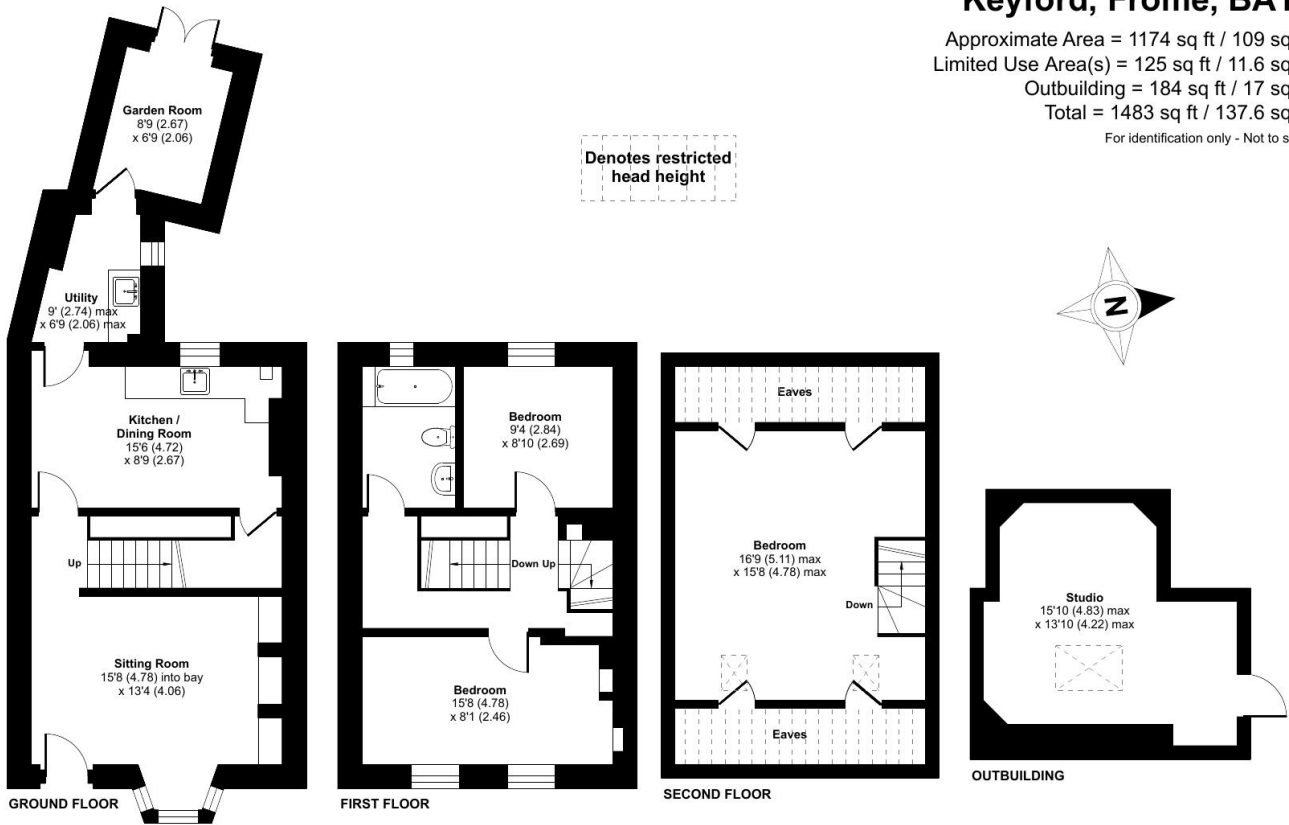 Keyford, Frome, BA1
Approximate Area = 1174 sq ft / 109 sq
Limited Use Area(s) = 125 sq ft / 11.6 sq
Outbuilding = 184 sq ft / 17 sq
Total = 1483 sq ft / 137.6 sq
For identification only - Not to s
Denotes restricted
head height
N
Garden Room
8'9 (2.67)
x 6'9 (2.06)
Utility
9' (2.74) max
x 6'9 (2.06) max
Kitchen /
Dining Room
15'6 (4.72)
x 8'9 (2.67)
Up
Sitting Room
15'8 (4.78) into bay
x 13'4 (4.06)
GROUND FLOOR
Bedroom
9'4 (2.84)
x 8'10 (2.69)
Down Up
Bedroom
15'8 (4.78)
x 8'1 (2.46)
FIRST FLOOR
Eaves
Bedroom
16'9 (5.11) max
x 15'8 (4.78) max
Down
Eaves
SECOND FLOOR
Studio
15'10 (4.83) max
x 13'10 (4.22) max
OUTBUILDING